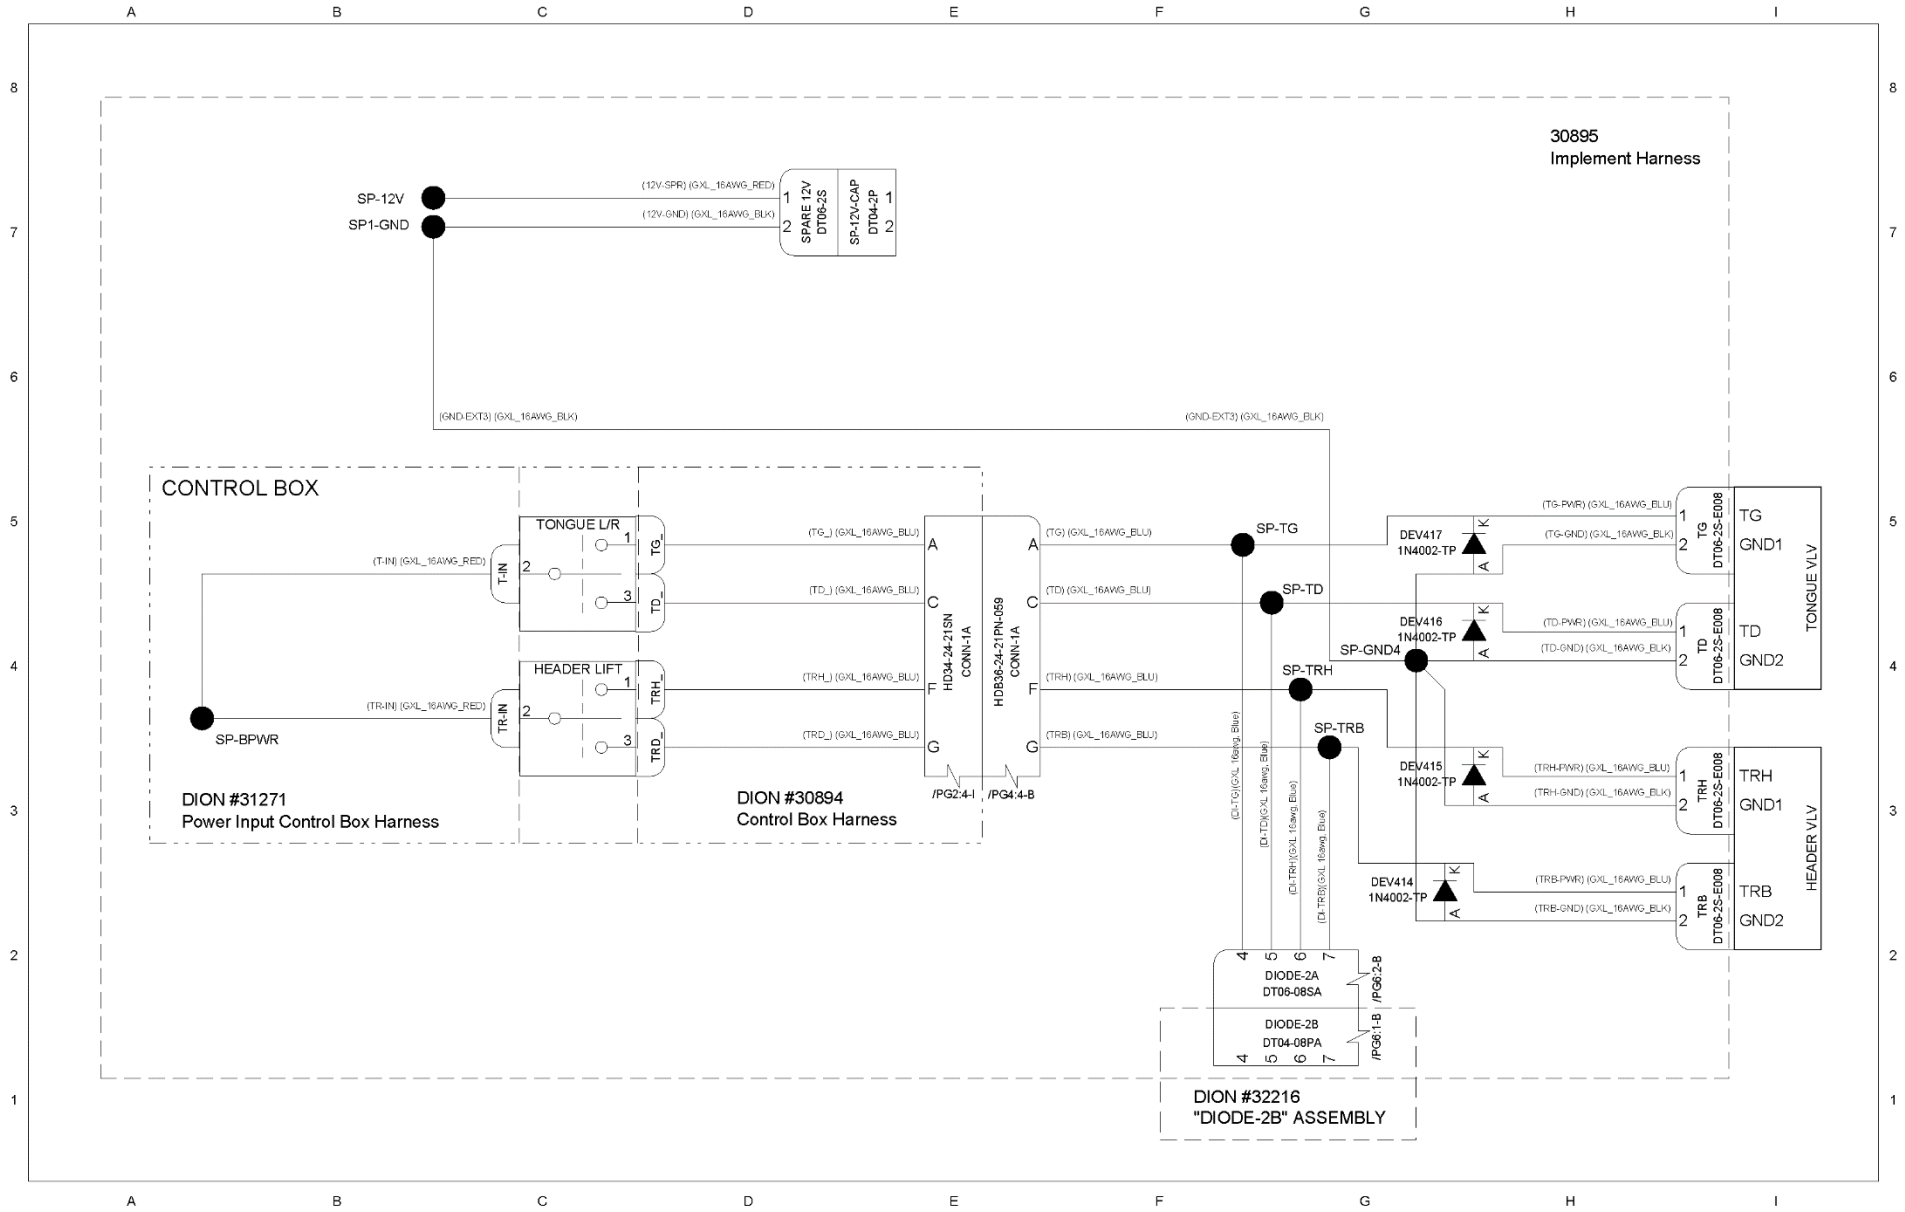 A B C D E F G H I
8 8
30895
Implement Harness
SP-12V
(12V-SPR) (GXL_16AWG_RED)
1
SPARE 12V
DT06-2S
SP-12V-CAP
DT04-2P
1
SP1-GND
(12V-GND) (GXL_16AWG_BLK)
2
2
7 7
6 6
(GND-EXT3) (GXL_16AWG_BLK)
(GND-EXT3) (GXL_16AWG_BLK)
CONTROL BOX
5 5
TONGUE L/R
1
2
3
(T-IN) (GXL_16AWG_RED)
T-IN
TG_
TD_
(TG_) (GXL_16AWG_BLU)
A
A
(TG) (GXL_16AWG_BLU)
SP-TG
(TD_) (GXL_16AWG_BLU)
C
C
(TD) (GXL_16AWG_BLU)
SP-TD
HD34-24-21SN
CONN-1A
HDB36-24-21PN-059
CONN-1A
DEV417
1N4002-TP
K
A
(TG-PWR) (GXL_16AWG_BLU)
(TG-GND) (GXL_16AWG_BLK)
1
2
TG
DT06-2S-E008
TG
GND1
TONGUE VLV
DEV416
1N4002-TP
K
A
(TD-PWR) (GXL_16AWG_BLU)
(TD-GND) (GXL_16AWG_BLK)
1
2
TD
DT06-2S-E008
TD
GND2
SP-GND4
4 4
HEADER LIFT
1
2
3
(TR-IN) (GXL_16AWG_RED)
TR-IN
SP-BPWR
TRH_
TRD_
(TRH_) (GXL_16AWG_BLU)
F
F
(TRH) (GXL_16AWG_BLU)
SP-TRH
(TRD_) (GXL_16AWG_BLU)
G
G
(TRB) (GXL_16AWG_BLU)
SP-TRB
/PG2:4-I
/PG4:4-B
DION #31271
Power Input Control Box Harness
DION #30894
Control Box Harness
3 3
DEV415
1N4002-TP
K
A
(TRH-PWR) (GXL_16AWG_BLU)
(TRH-GND) (GXL_16AWG_BLK)
1
2
TRH
DT06-2S-E008
TRH
GND1
HEADER VLV
DEV414
1N4002-TP
K
A
(TRB-PWR) (GXL_16AWG_BLU)
(TRB-GND) (GXL_16AWG_BLK)
1
2
TRB
DT06-2S-E008
TRB
GND2
(DI-TG)(GXL 16awg, Blue)
(DI-TD)(GXL 16awg, Blue)
(DI-TRH)(GXL 16awg, Blue)
(DI-TRB)(GXL 16awg, Blue)
2 2
4 5 6 7
DIODE-2A
DT06-08SA
/PG6:2-B
DIODE-2B
DT04-08PA
/PG6:1-B
4 5 6 7
1 1
DION #32216
"DIODE-2B" ASSEMBLY
A B C D E F G H I